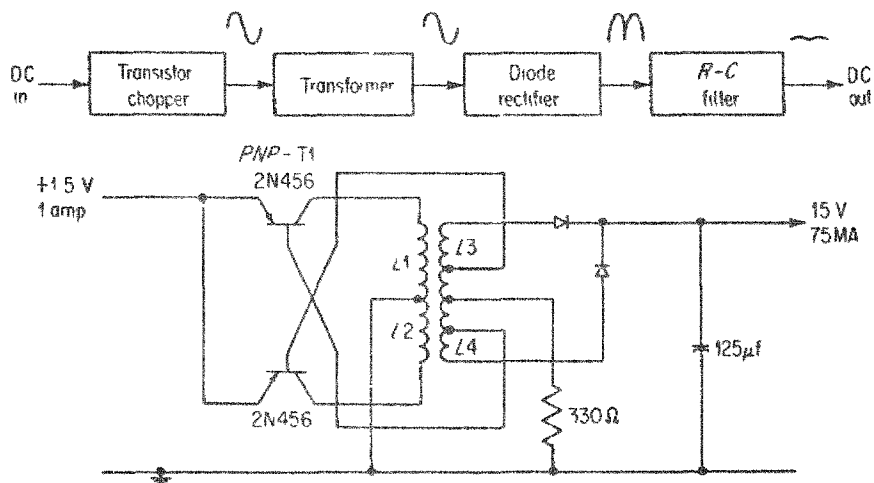 DC
in
Transistor
chopper
Transformer
Diode
rectifier
R-C
filter
DC
out
PNP-T1
2N456
+1 5 V
1 amp
L1
L3
15 V
75MA
L2
L4
125μf
2N456
330Ω